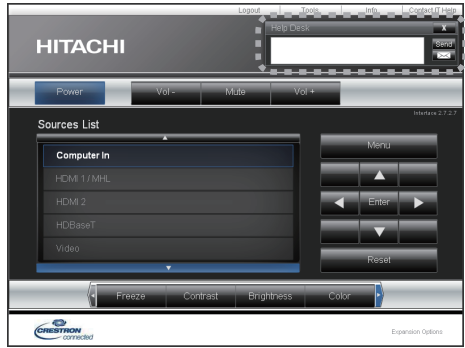 Logout Tools Info Contact IT Help
Help Desk X
Send
HITACHI
Power Vol - Mute Vol +
Interface 2.7.2.7
Sources List
Computer In
HDMI 1 / MHL
HDMI 2
HDBaseT
Video
Menu
Enter
Reset
Freeze Contrast Brightness Color
CRESTRON
connected
Expansion Options